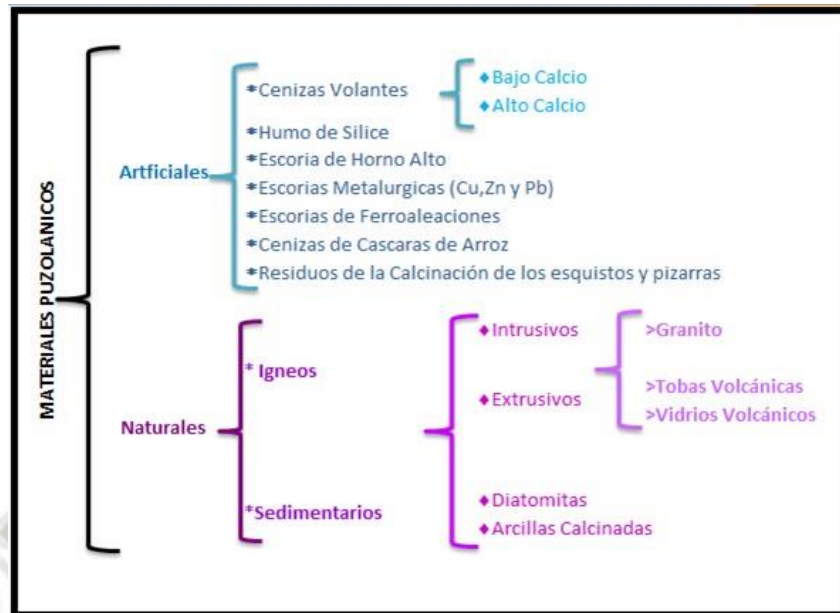 MATERIALES PUZOLANICOS
Artficiales
*Cenizas Volantes
♦Bajo Calcio
♦Alto Calcio
*Humo de Silice
*Escoria de Horno Alto
*Escorias Metalurgicas (Cu,Zn y Pb)
*Escorias de Ferroaleaciones
*Cenizas de Cascaras de Arroz
*Residuos de la Calcinación de los esquistos y pizarras
Naturales
* Igneos
♦Intrusivos
>Granito
♦Extrusivos
>Tobas Volcánicas
>Vidrios Volcánicos
*Sedimentarios
♦Diatomitas
♦Arcillas Calcinadas